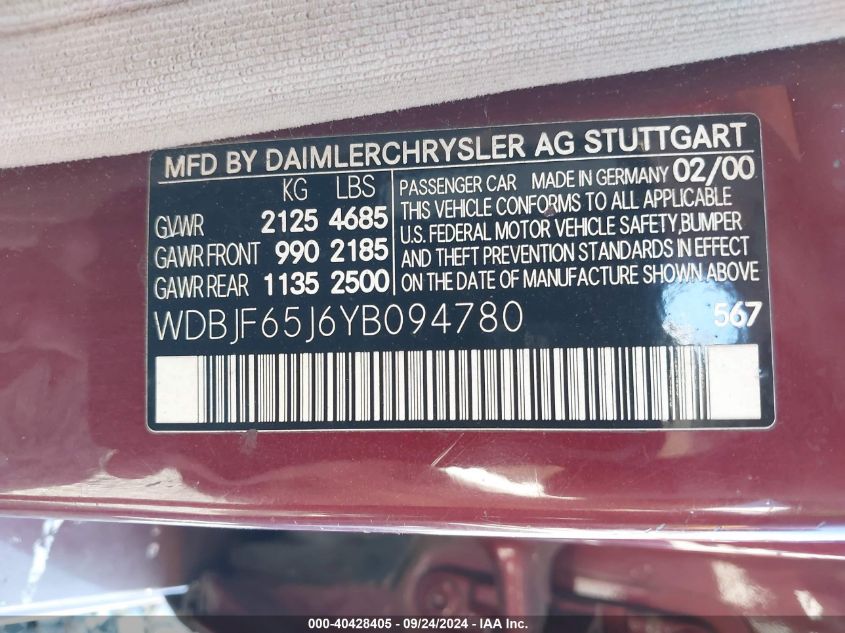 MFD BY DAIMLERCHRYSLER AG STUTTGART
KG LBS
GVWR 2125 4685
GAWR FRONT 990 2185
GAWR REAR 1135 2500
PASSENGER CAR MADE IN GERMANY 02/00
THIS VEHICLE CONFORMS TO ALL APPLICABLE
U.S. FEDERAL MOTOR VEHICLE SAFETY,BUMPER
AND THEFT PREVENTION STANDARDS IN EFFECT
ON THE DATE OF MANUFACTURE SHOWN ABOVE
WDBJF65J6YB094780 567
000-40428405 - 09/24/2024 - IAA Inc.